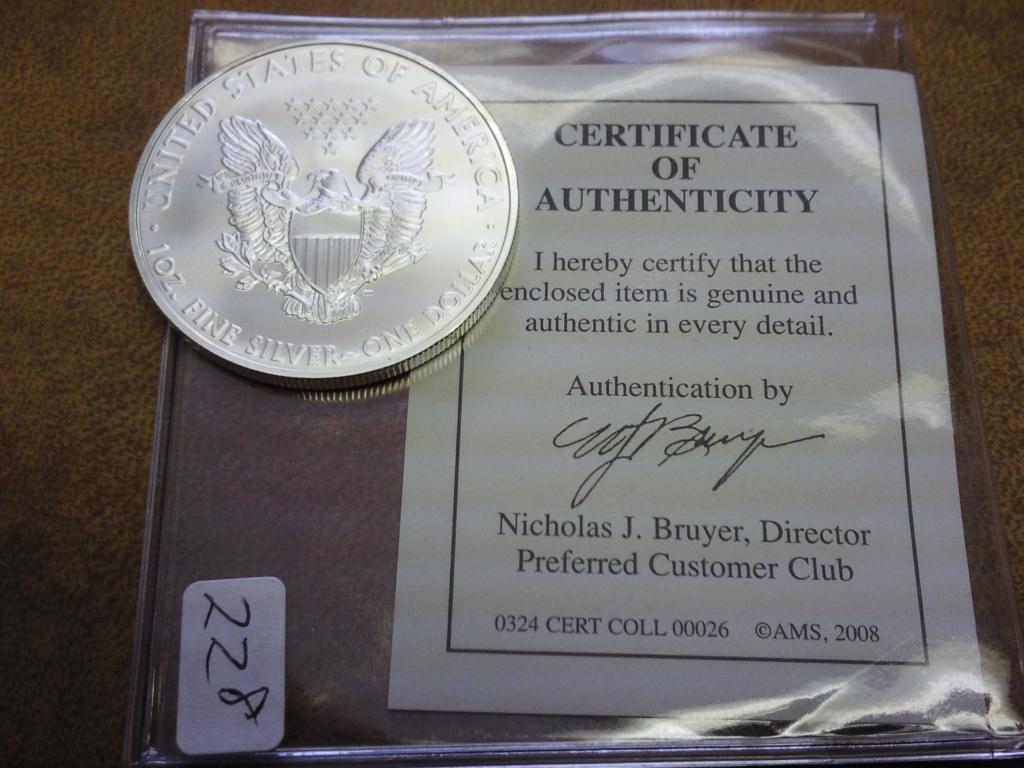 UNITED STATES OF AMERICA
1 OZ. FINE SILVER~ONE DOLLAR
CERTIFICATE
OF
AUTHENTICITY
I hereby certify that the
enclosed item is genuine and
authentic in every detail.
Authentication by
Nicholas J. Bruyer, Director
Preferred Customer Club
0324 CERT COLL 00026 ©AMS, 2008
228